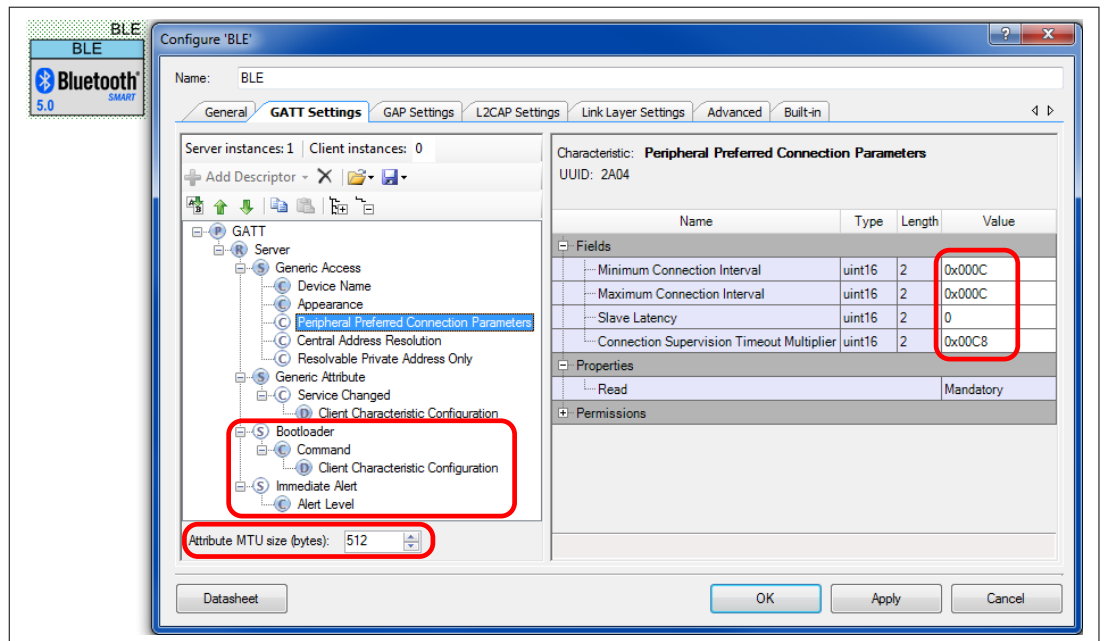 BLE
BLE
Bluetooth®
SMART
5.0
Configure 'BLE'
Name: BLE
General GATT Settings GAP Settings L2CAP Settings Link Layer Settings Advanced Built-in
Server instances: 1 Client instances: 0
Add Descriptor
GATT
Server
Generic Access
Device Name
Appearance
Peripheral Preferred Connection Parameters
Central Address Resolution
Resolvable Private Address Only
Generic Attribute
Service Changed
Client Characteristic Configuration
Bootloader
Command
Client Characteristic Configuration
Immediate Alert
Alert Level
Attribute MTU size (bytes): 512
Characteristic: Peripheral Preferred Connection Parameters
UUID: 2A04
Name Type Length Value
Fields
Minimum Connection Interval uint16 2 0x000C
Maximum Connection Interval uint16 2 0x000C
Slave Latency uint16 2 0
Connection Supervision Timeout Multiplier uint16 2 0x00C8
Properties
Read Mandatory
Permissions
Datasheet OK Apply Cancel